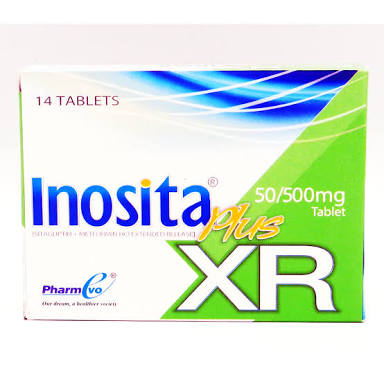 14 TABLETS
Inosita® Plus
50/500mg
Tablet
[SITAGLIPTIN + METFORMIN HCl EXTENDED RELEASE]
XR
PharmEvo®
Our dream, a healthier society